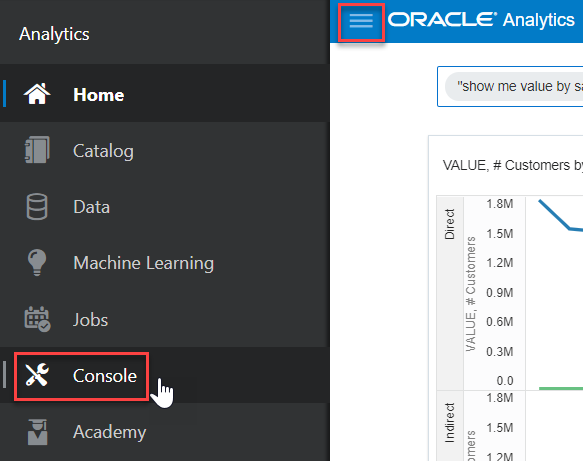 Analytics
Home
Catalog
Data
Machine Learning
Jobs
Console
Academy
ORACLE® Analytics
"show me value by sa
VALUE, # Customers by
Direct
VALUE, # Customers
1.8M
1.5M
1.2M
0.9M
0.6M
0.3M
0.0
Indirect
stomers
1.8M
1.5M
1.2M